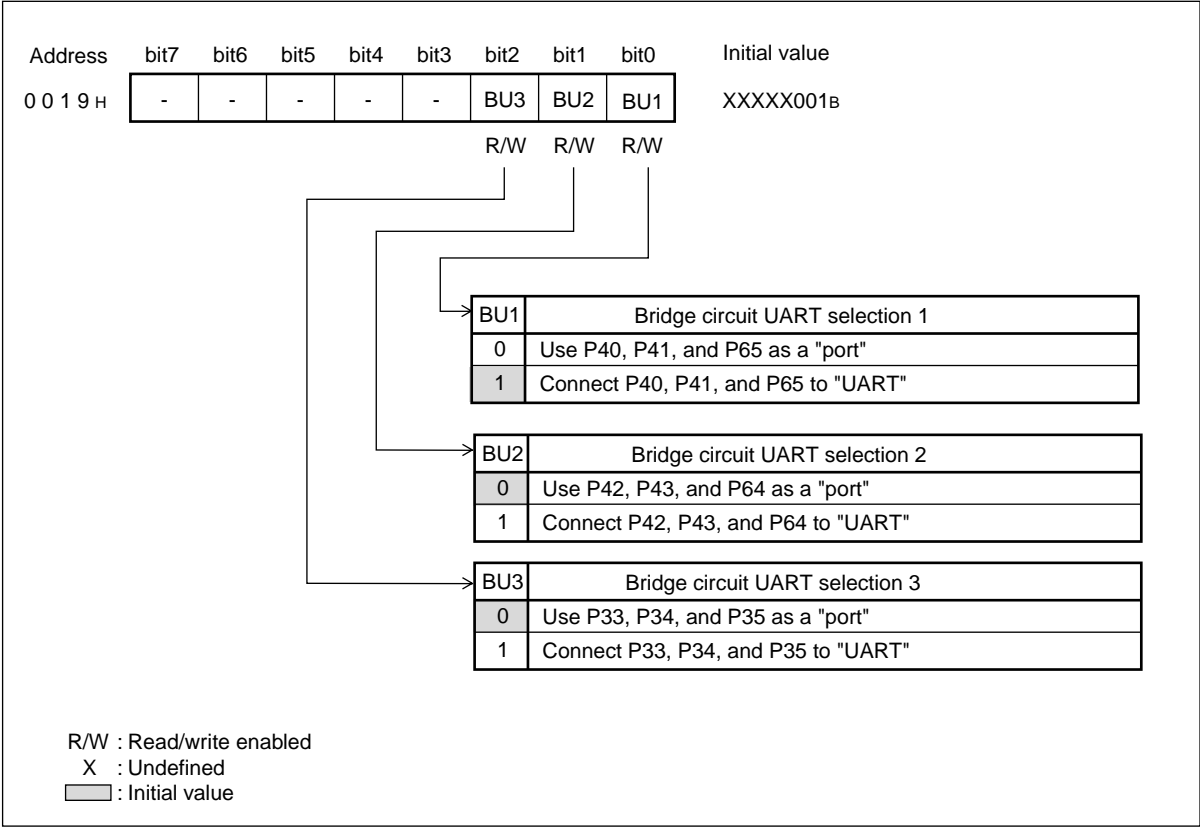 Address bit7 bit6 bit5 bit4 bit3 bit2 bit1 bit0 Initial value
0 0 1 9 H - - - - - BU3 BU2 BU1 XXXXX001B
R/W R/W R/W
BU1 Bridge circuit UART selection 1
0 Use P40, P41, and P65 as a "port"
1 Connect P40, P41, and P65 to "UART"
BU2 Bridge circuit UART selection 2
0 Use P42, P43, and P64 as a "port"
1 Connect P42, P43, and P64 to "UART"
BU3 Bridge circuit UART selection 3
0 Use P33, P34, and P35 as a "port"
1 Connect P33, P34, and P35 to "UART"
R/W : Read/write enabled
X : Undefined
: Initial value